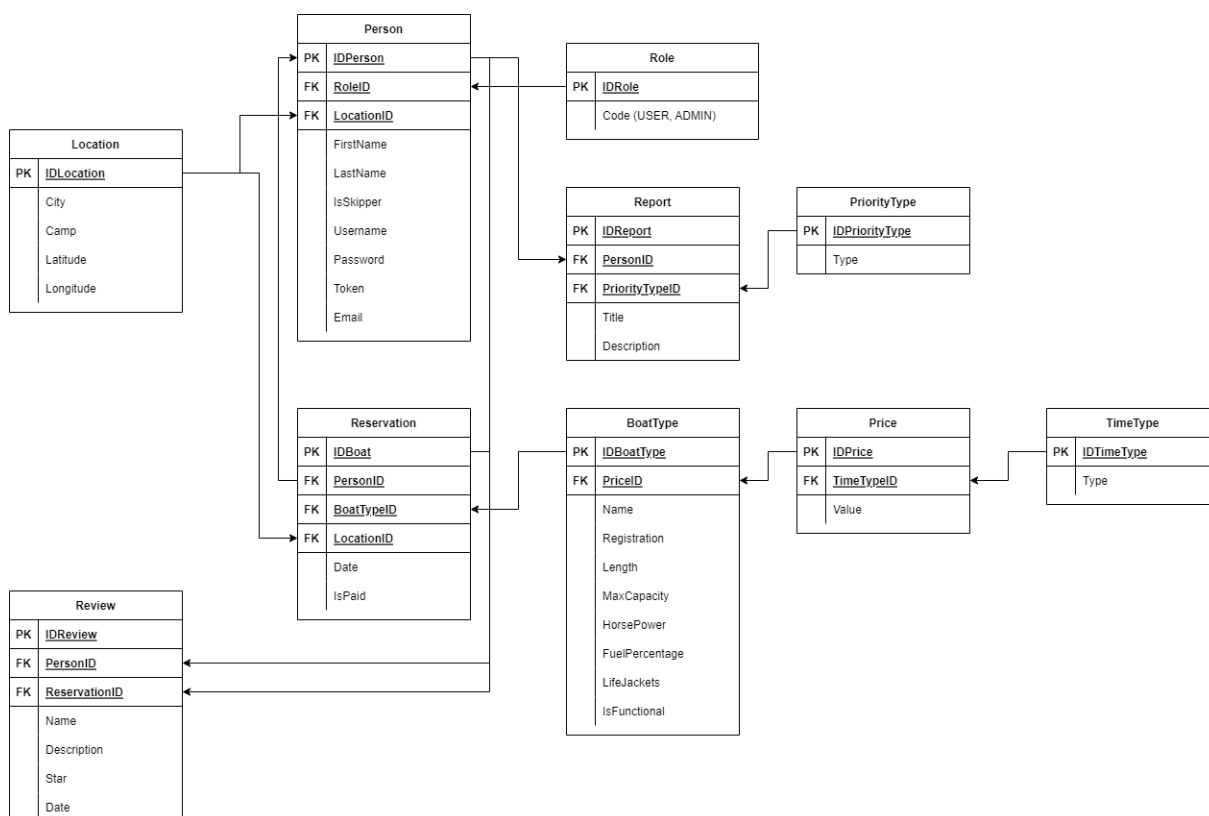 Person
PK IDPerson
FK RoleID
FK LocationID
FirstName
LastName
IsSkipper
Username
Password
Token
Email
Role
PK IDRole
Code (USER, ADMIN)
Location
PK IDLocation
City
Camp
Latitude
Longitude
Report
PK IDReport
FK PersonID
FK PriorityTypeID
Title
Description
PriorityType
PK IDPriorityType
Type
Reservation
PK IDBoat
FK PersonID
FK BoatTypeID
FK LocationID
Date
IsPaid
BoatType
PK IDBoatType
FK PriceID
Name
Registration
Length
MaxCapacity
HorsePower
FuelPercentage
LifeJackets
IsFunctional
Price
PK IDPrice
FK TimeTypeID
Value
TimeType
PK IDTimeType
Type
Review
PK IDReview
FK PersonID
FK ReservationID
Name
Description
Star
Date